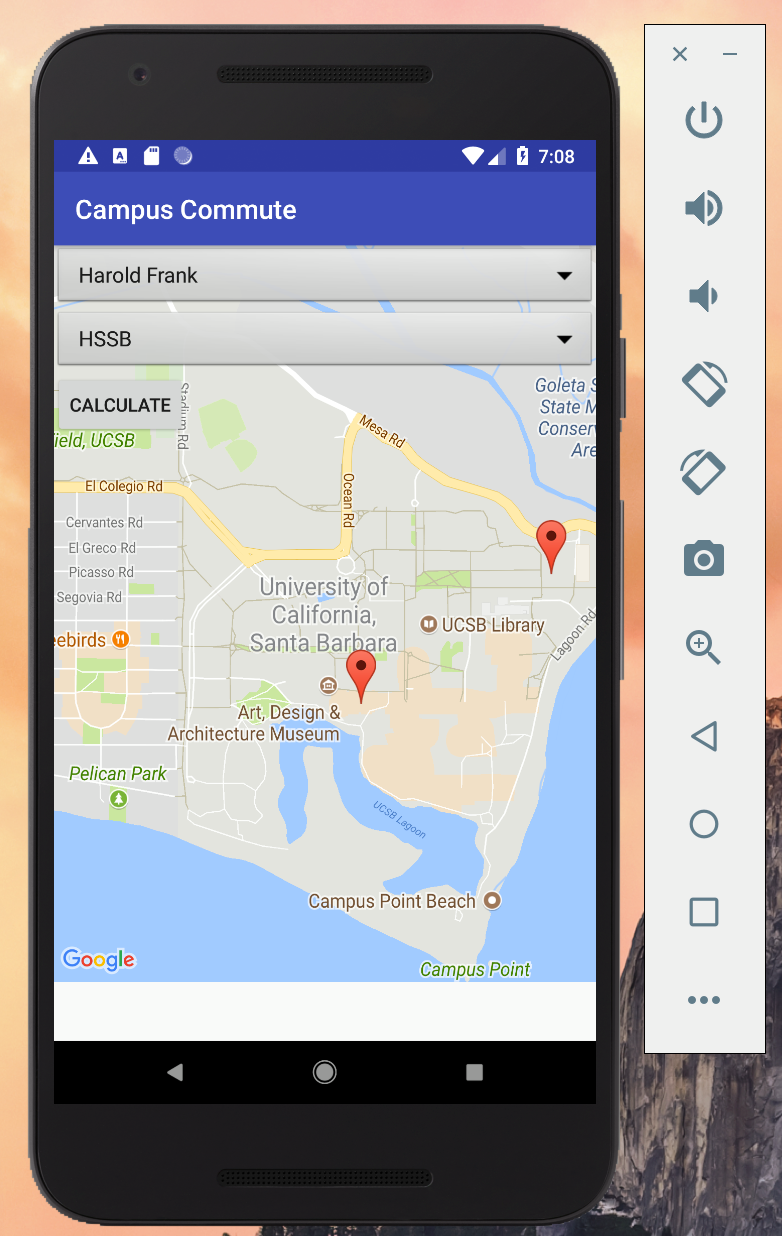 7:08
Campus Commute
Harold Frank
HSSB
CALCULATE
Stadium Rd
Goleta S
State M
Conser
Are
ield, UCSB
Mesa Rd
El Colegio Rd
Ocean Rd
Cervantes Rd
El Greco Rd
Picasso Rd
Segovia Rd
University of
California,
Santa Barbara
UCSB Library
Lagoon Rd
eebirds
Art, Design &
Architecture Museum
Pelican Park
UCSB Lagoon
Campus Point Beach
Google
Campus Point